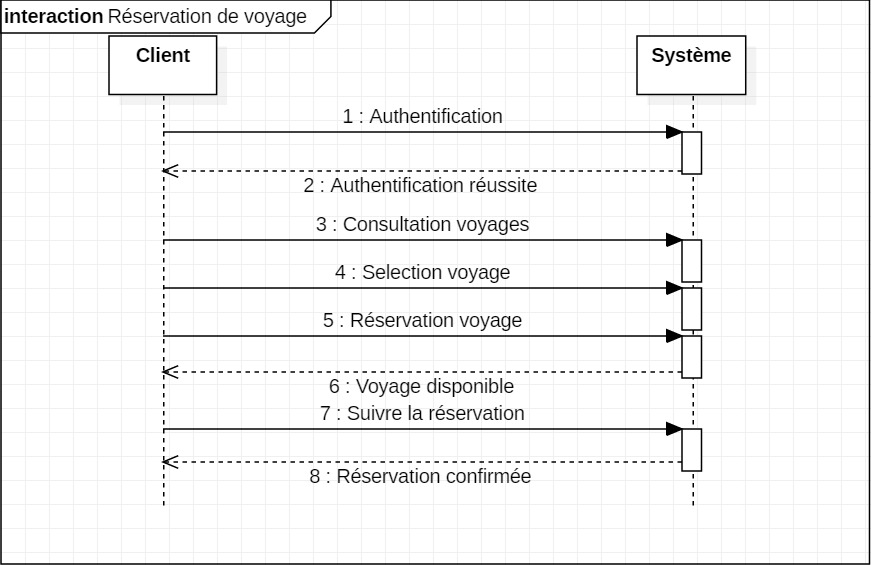 interaction Réservation de voyage
Client
Système
1 : Authentification
2 : Authentification réussite
3 : Consultation voyages
4 : Selection voyage
5 : Réservation voyage
6 : Voyage disponible
7 : Suivre la réservation
8 : Réservation confirmée